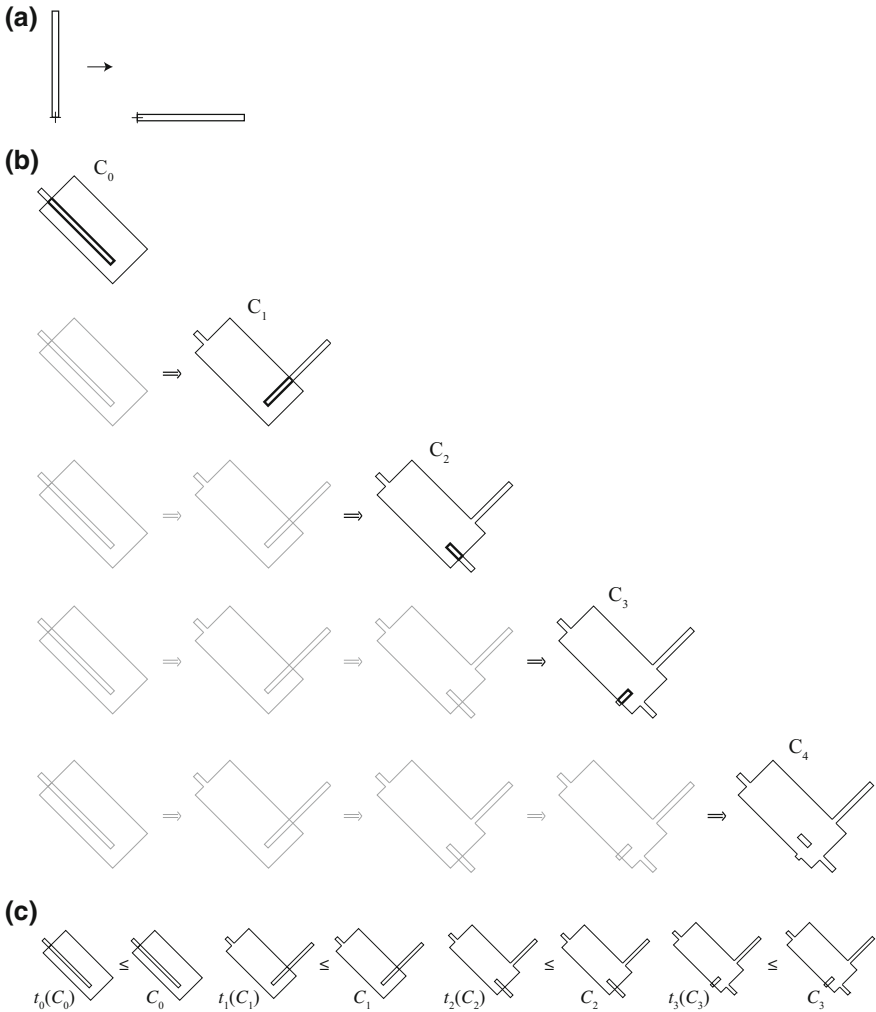 (a)
(b)
C₀
⇒ C₁
⇒ ⇒ C₂
⇒ ⇒ ⇒ C₃
⇒ ⇒ ⇒ ⇒ C₄
(c)
t₀(C₀) ≤ C₀ t₁(C₁) ≤ C₁ t₂(C₂) ≤ C₂ t₃(C₃) ≤ C₃